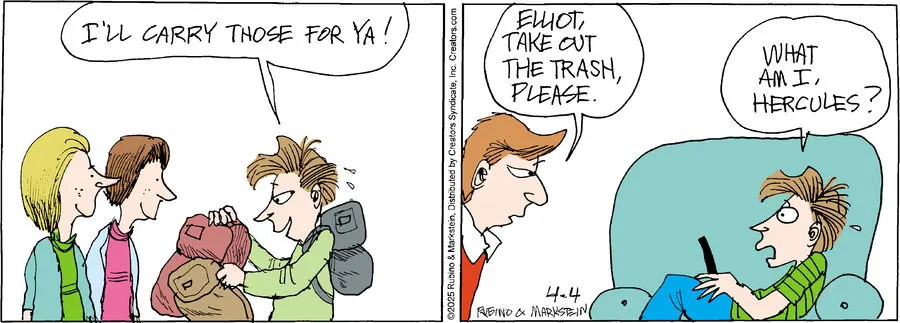 I'LL CARRY THOSE FOR YA!
©2025 Rubino & Markstein, Distributed by Creators Syndicate, Inc. Creators.com
ELLIOT,
TAKE OUT
THE TRASH,
PLEASE.
WHAT
AM I,
HERCULES?
4-4
RUBINO & MARKSTEIN